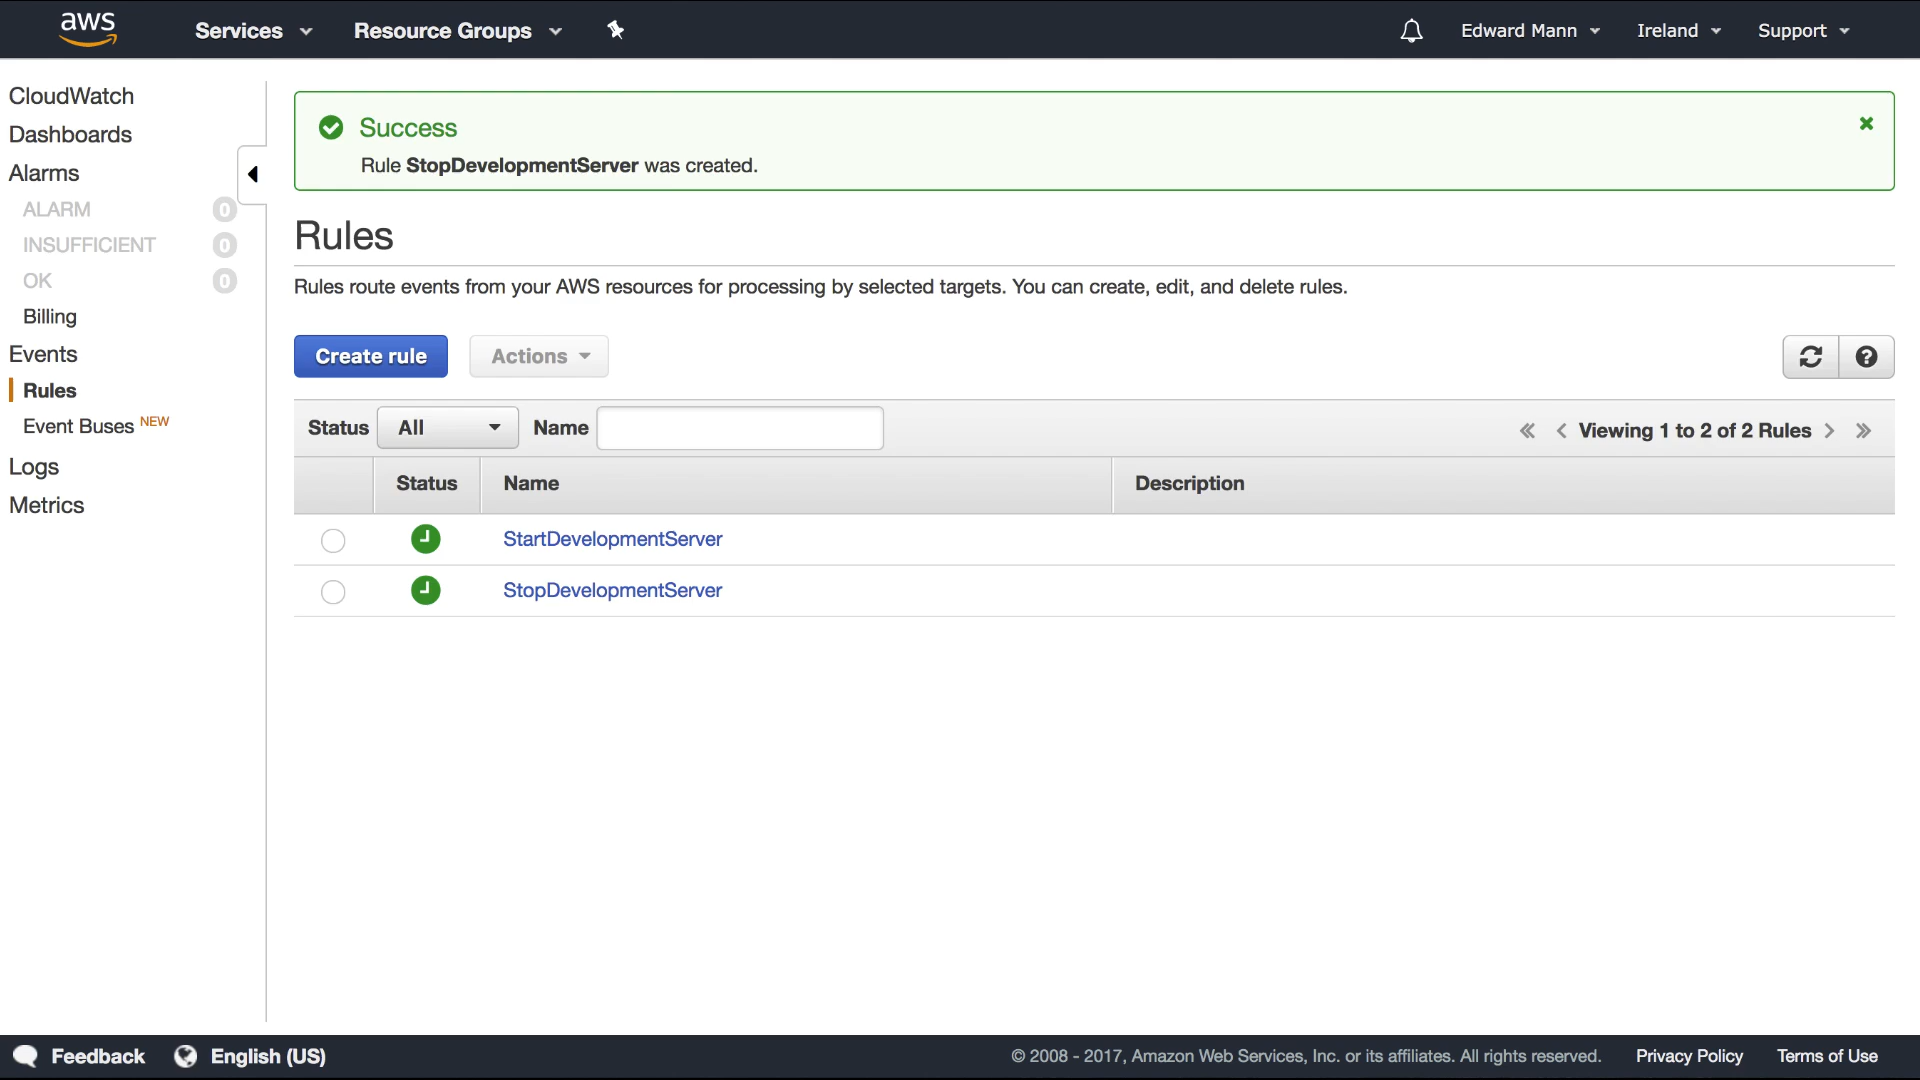 aws Services Resource Groups Edward Mann Ireland Support
CloudWatch
Dashboards
Alarms
ALARM 0
INSUFFICIENT 0
OK 0
Billing
Events
Rules
Event Buses NEW
Logs
Metrics
Success
Rule StopDevelopmentServer was created.
Rules
Rules route events from your AWS resources for processing by selected targets. You can create, edit, and delete rules.
Create rule Actions
Status All Name « < Viewing 1 to 2 of 2 Rules > »
Status Name Description
StartDevelopmentServer
StopDevelopmentServer
Feedback English (US) © 2008 - 2017, Amazon Web Services, Inc. or its affiliates. All rights reserved. Privacy Policy Terms of Use